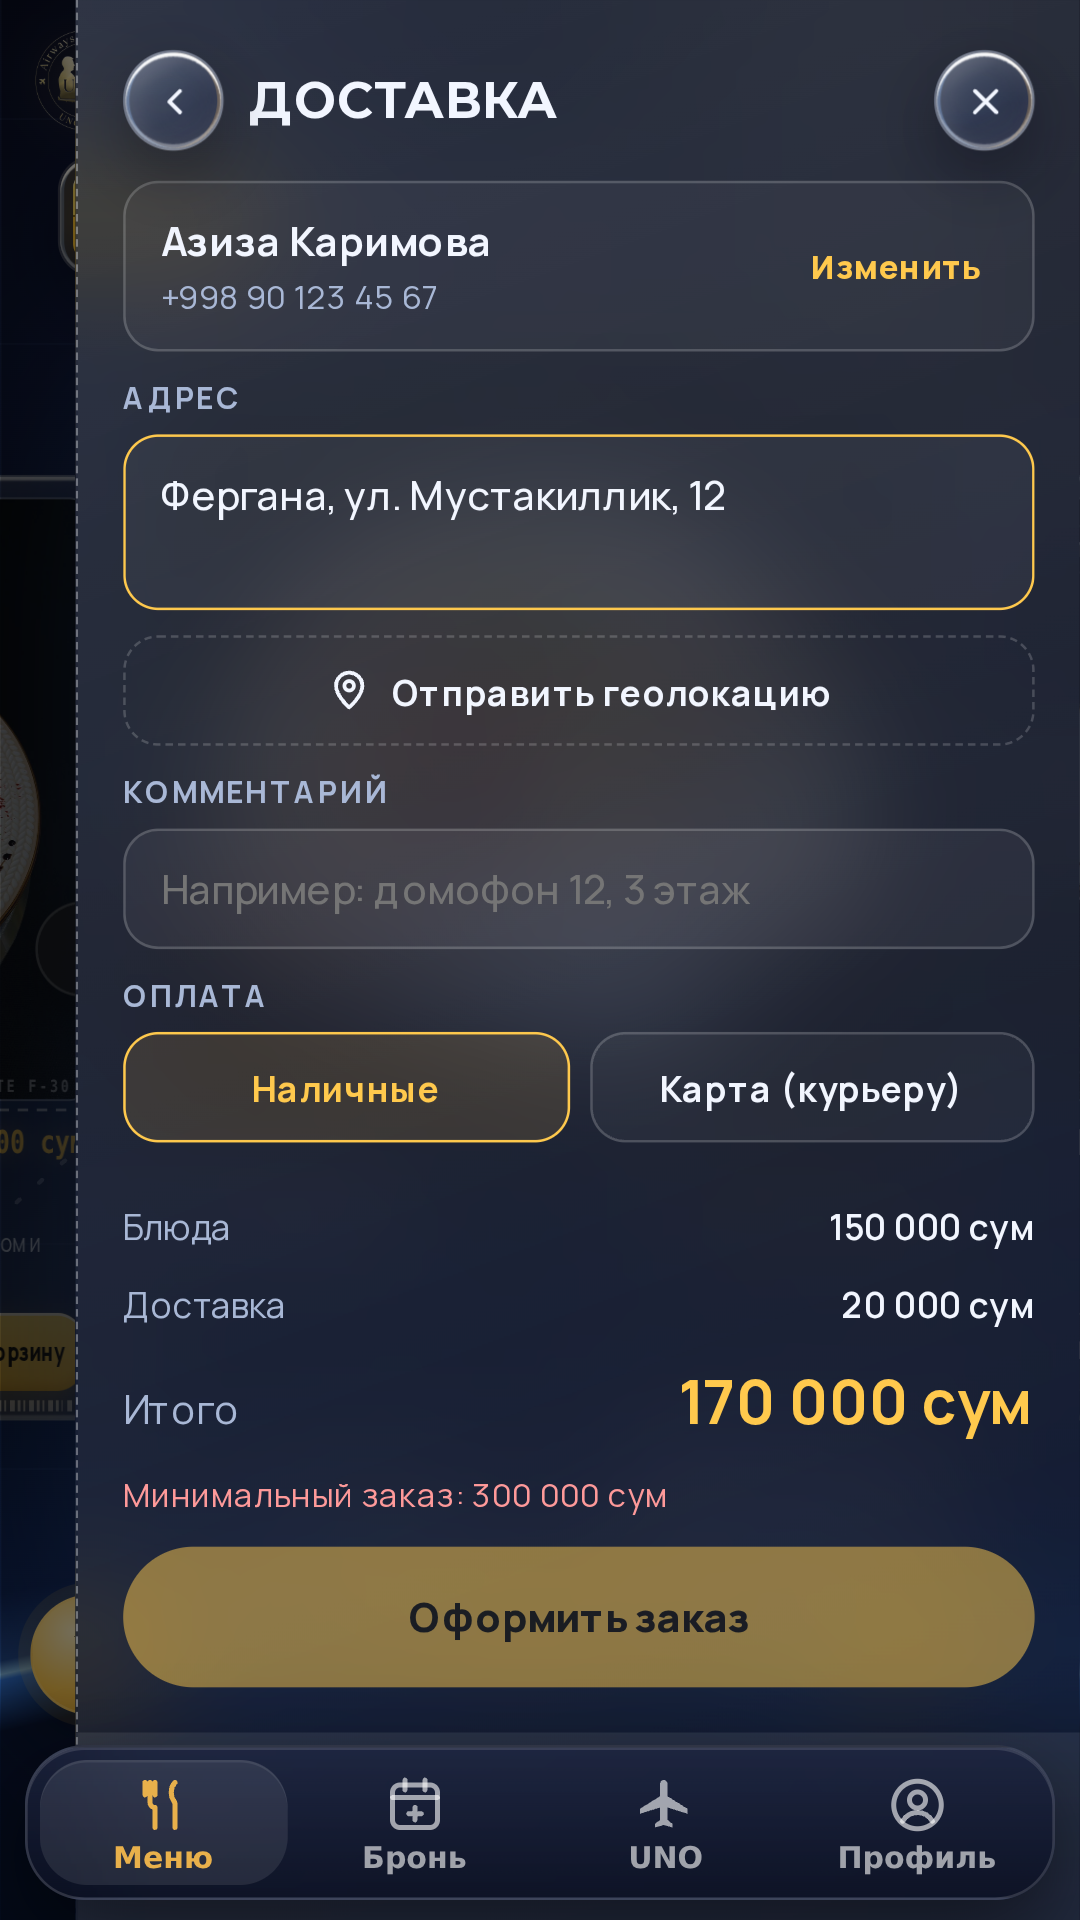 ДОСТАВКА
Азиза Каримова
+998 90 123 45 67
Изменить
АДРЕС
Фергана, ул. Мустакиллик, 12
Отправить геолокацию
КОММЕНТАРИЙ
Например: домофон 12, 3 этаж
ОПЛАТА
Наличные
Карта (курьеру)
Блюда
150 000 сум
Доставка
20 000 сум
Итого
170 000 сум
Минимальный заказ: 300 000 сум
Оформить заказ
Меню
Бронь
UNO
Профиль